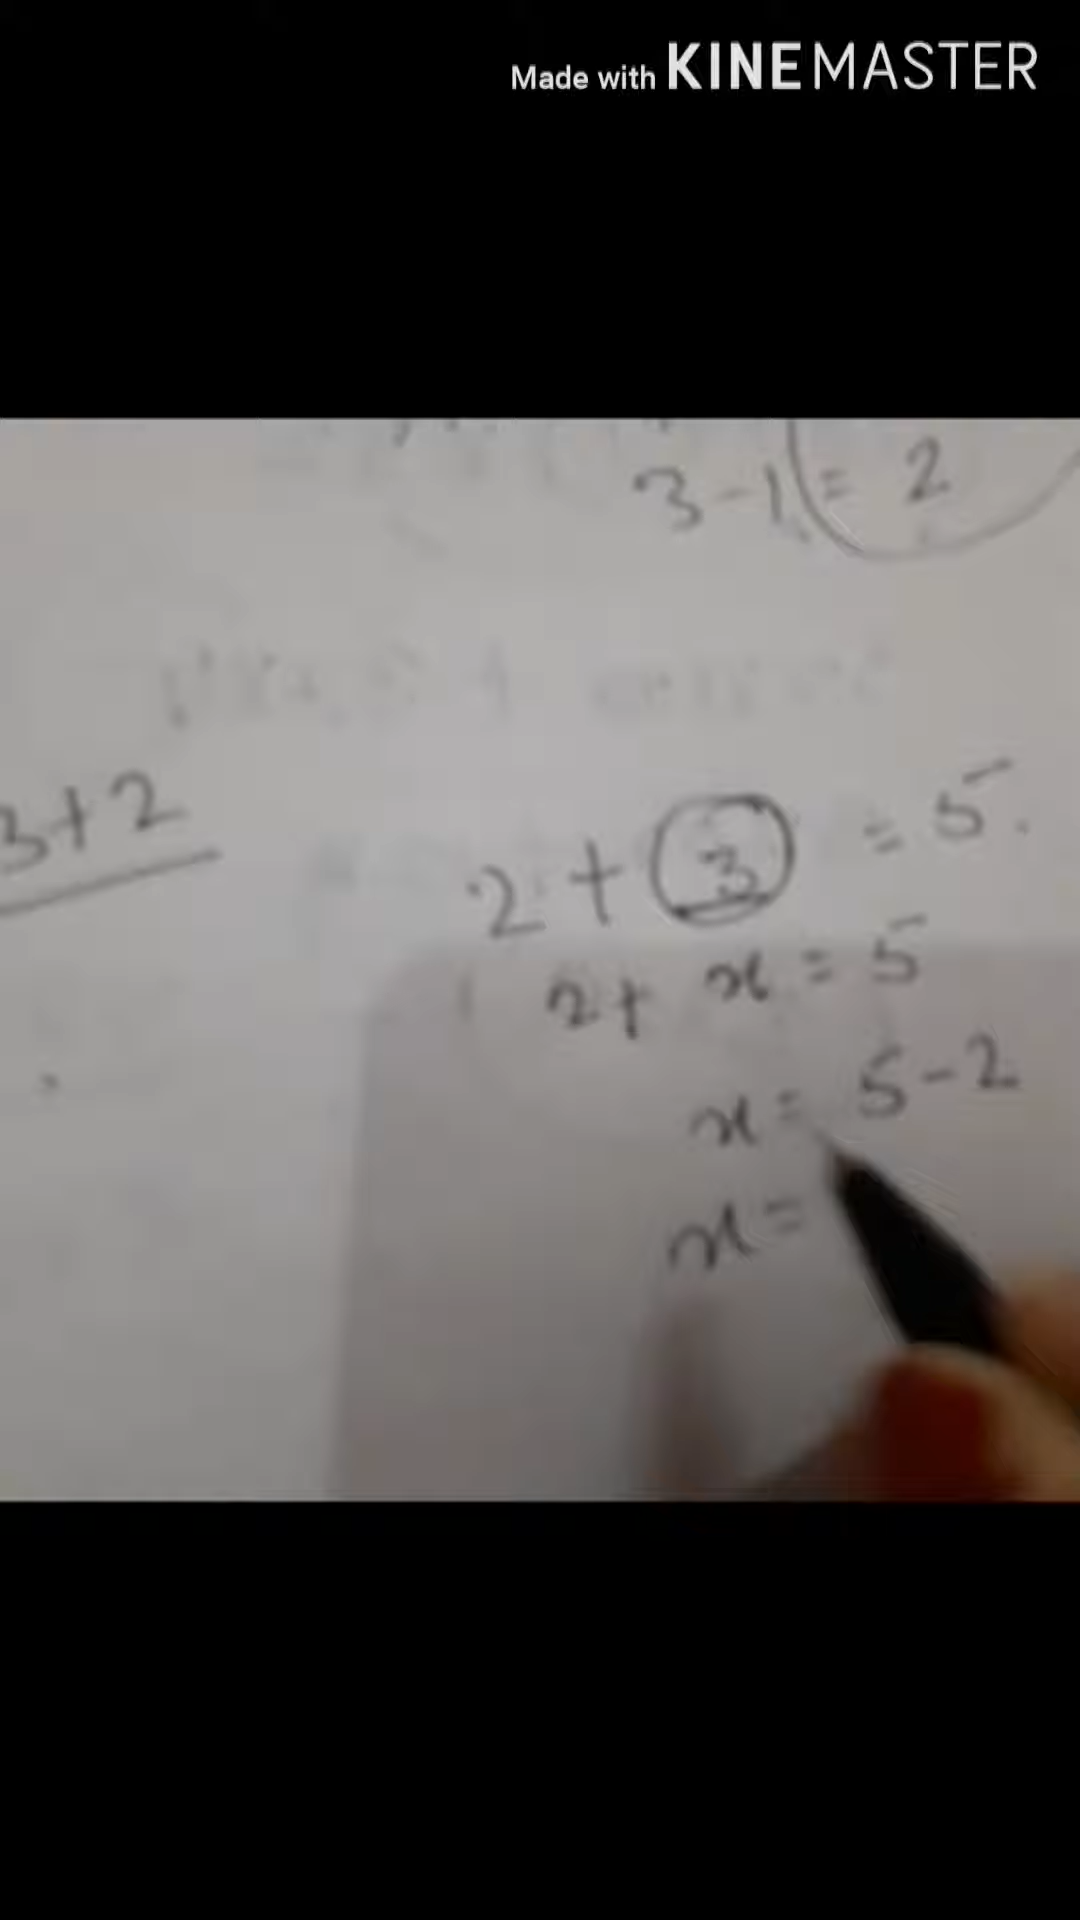 Made with KINEMASTER
3-1 = 2
3+2
2 + 3 = 5.
2+ x = 5
x = 5-2
x =